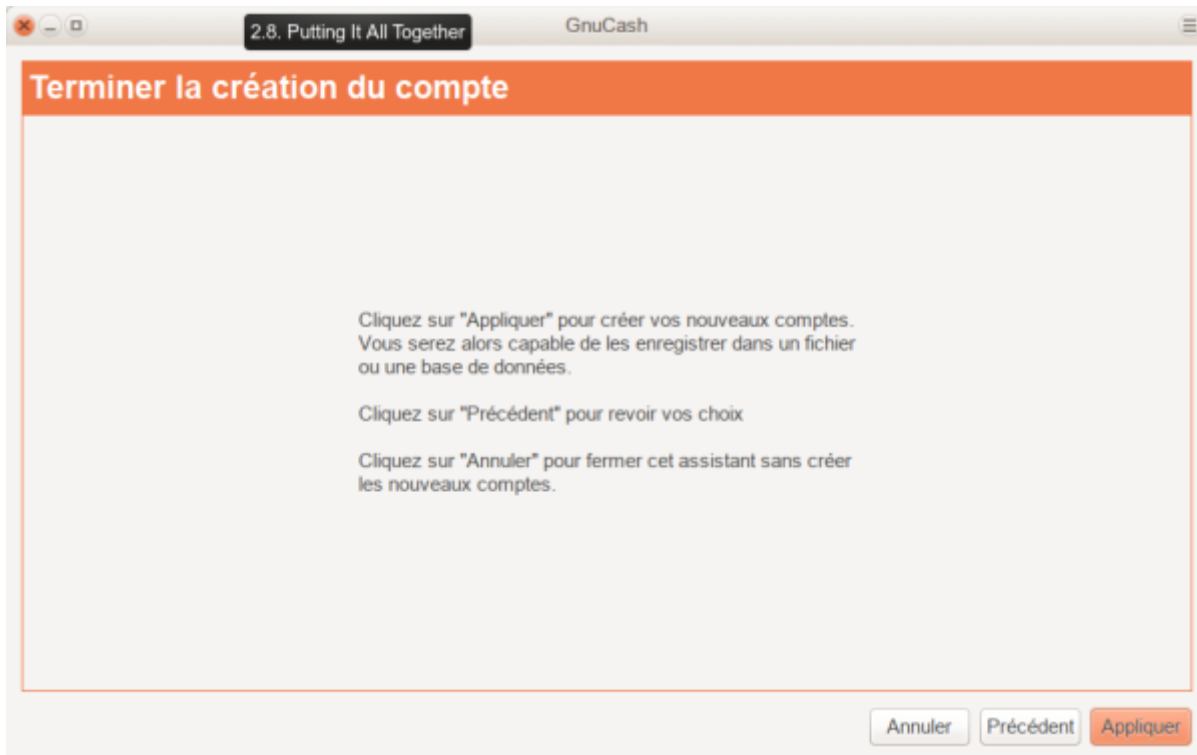 2.8. Putting It All Together
GnuCash
Terminer la création du compte
Cliquez sur "Appliquer" pour créer vos nouveaux comptes.
Vous serez alors capable de les enregistrer dans un fichier
ou une base de données.
Cliquez sur "Précédent" pour revoir vos choix
Cliquez sur "Annuler" pour fermer cet assistant sans créer
les nouveaux comptes.
Annuler
Précédent
Appliquer